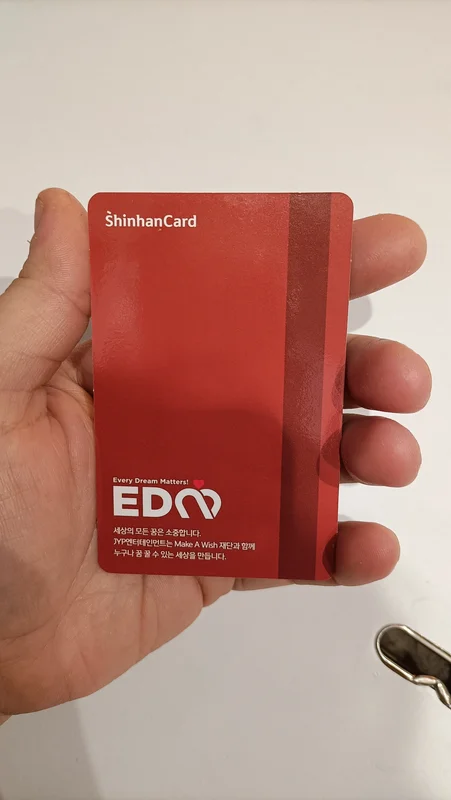 ShinhanCard
Every Dream Matters!
EDM
세상의 모든 꿈은 소중합니다.
JYP엔터테인먼트는 Make A Wish 재단과 함께
누구나 꿈 꿀 수 있는 세상을 만듭니다.